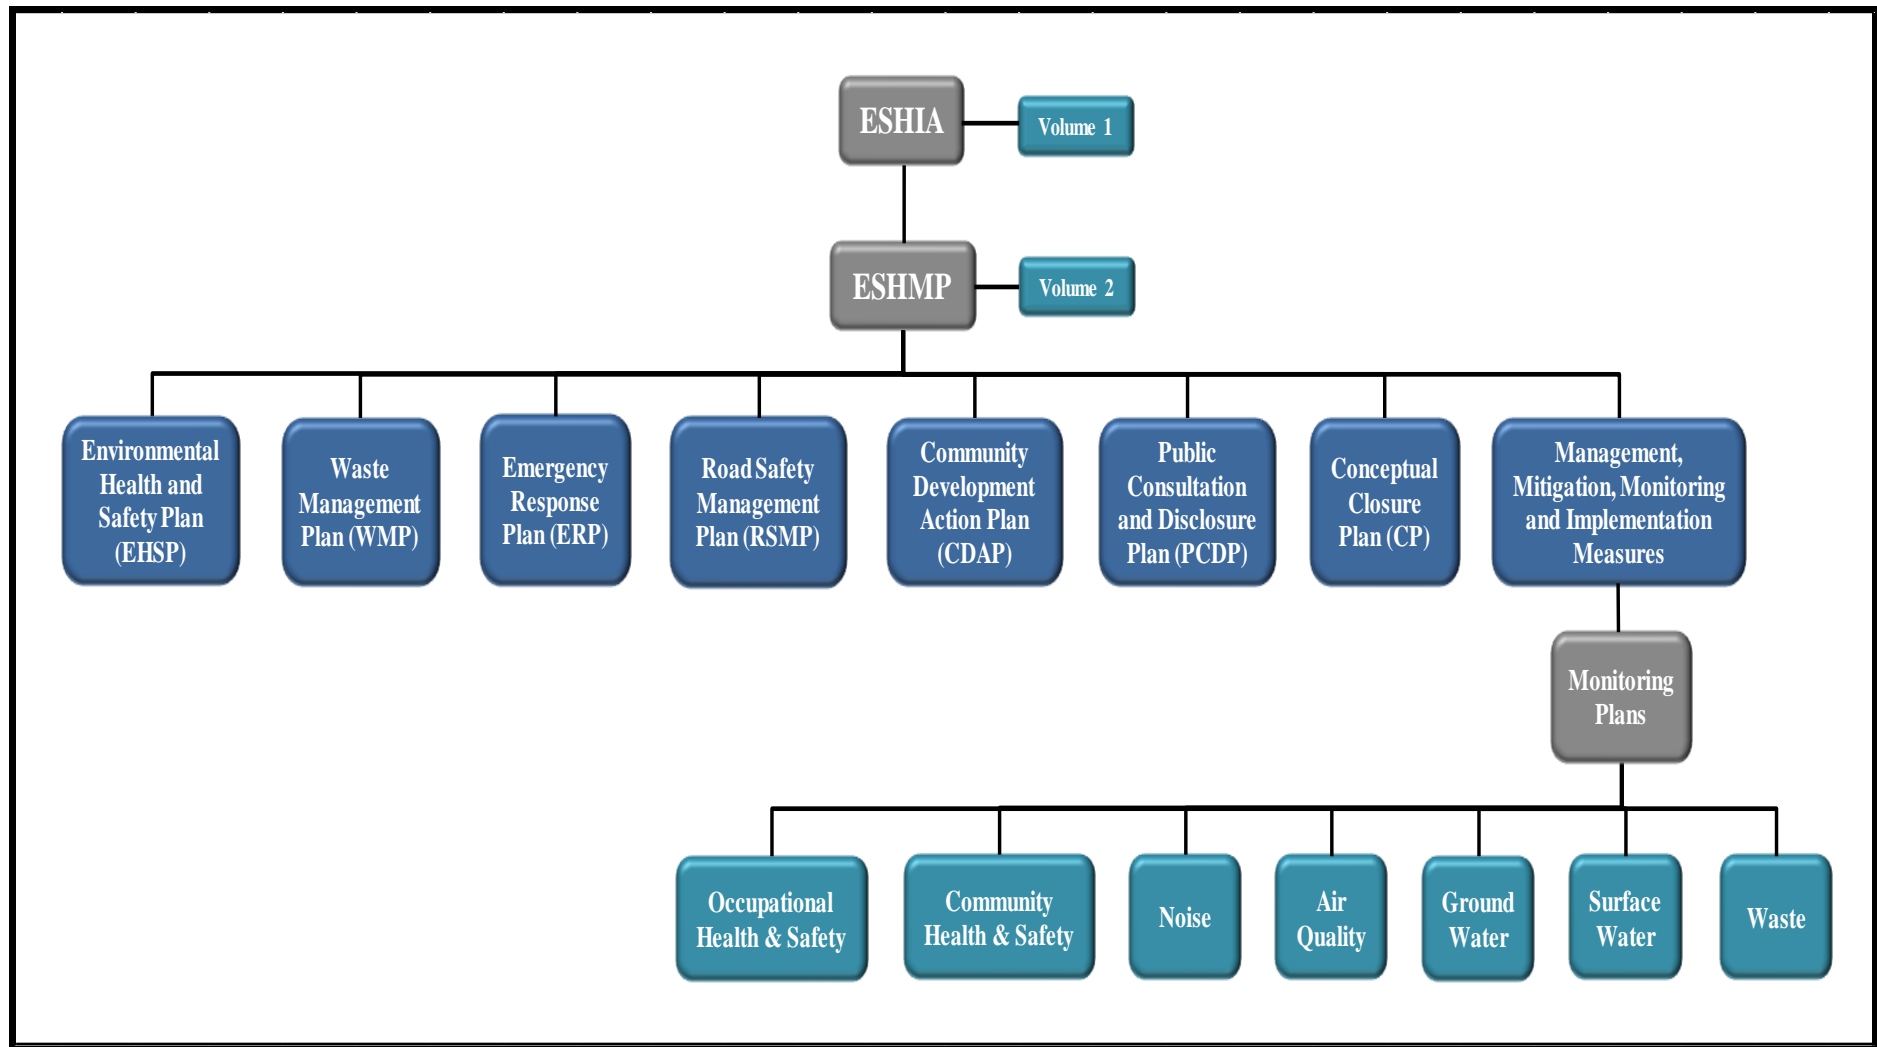 ESHIA
Volume 1
ESHMP
Volume 2
Environmental
Health and
Safety Plan
(EHSP)
Waste
Management
Plan (WMP)
Emergency
Response
Plan (ERP)
Road Safety
Management
Plan (RSMP)
Community
Development
Action Plan
(CDAP)
Public
Consultation
and Disclosure
Plan (PCDP)
Conceptual
Closure
Plan (CP)
Management,
Mitigation, Monitoring
and Implementation
Measures
Monitoring
Plans
Occupational
Health & Safety
Community
Health & Safety
Noise
Air
Quality
Ground
Water
Surface
Water
Waste